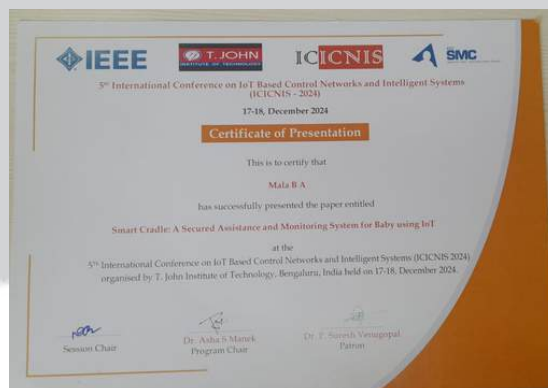 IEEE
T. JOHN
INSTITUTE OF TECHNOLOGY
ICICNIS
SMC
5th International Conference on IoT Based Control Networks and Intelligent Systems
(ICICNIS - 2024)
17-18, December 2024
Certificate of Presentation
This is to certify that
Mala B A
has successfully presented the paper entitled
Smart Cradle: A Secured Assistance and Monitoring System for Baby using IoT
at the
5th International Conference on IoT Based Control Networks and Intelligent Systems (ICICNIS 2024)
organised by T. John Institute of Technology, Bengaluru, India held on 17-18, December 2024.
Session Chair
Dr. Asha S Manek
Program Chair
Dr. P. Suresh Venugopal
Patron